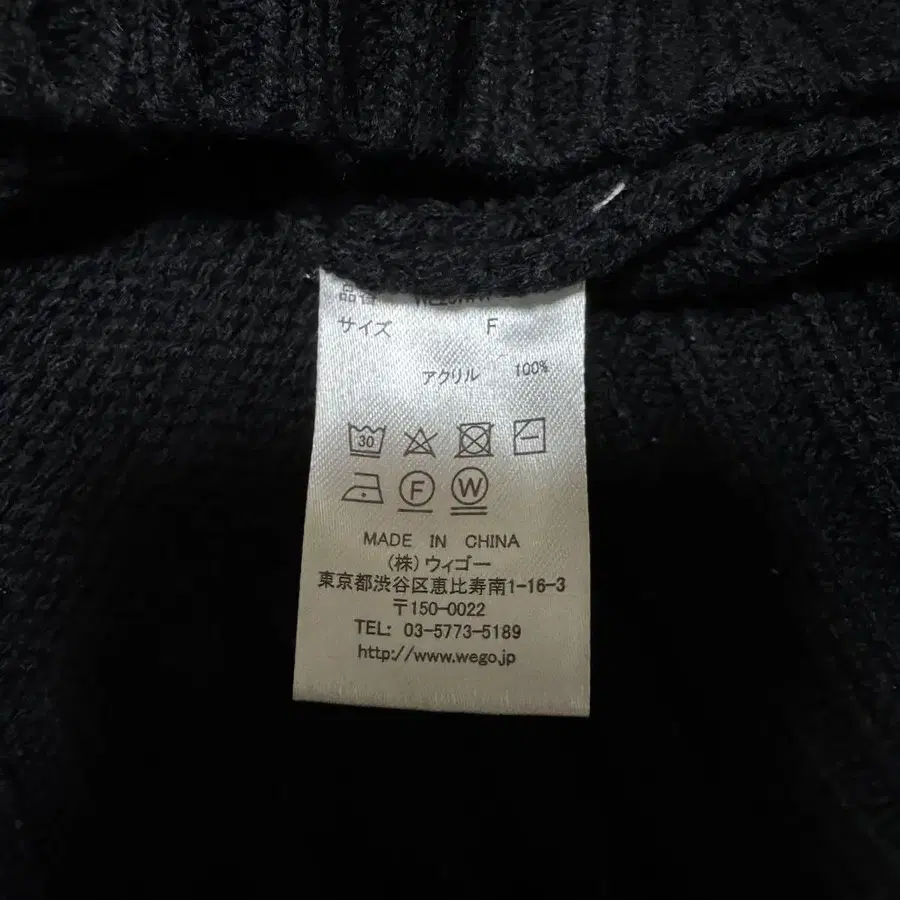 品番
サイズ F
アクリル 100%
30
F W
MADE IN CHINA
(株)ウィゴー
東京都渋谷区恵比寿南1-16-3
〒150-0022
TEL: 03-5773-5189
http://www.wego.jp